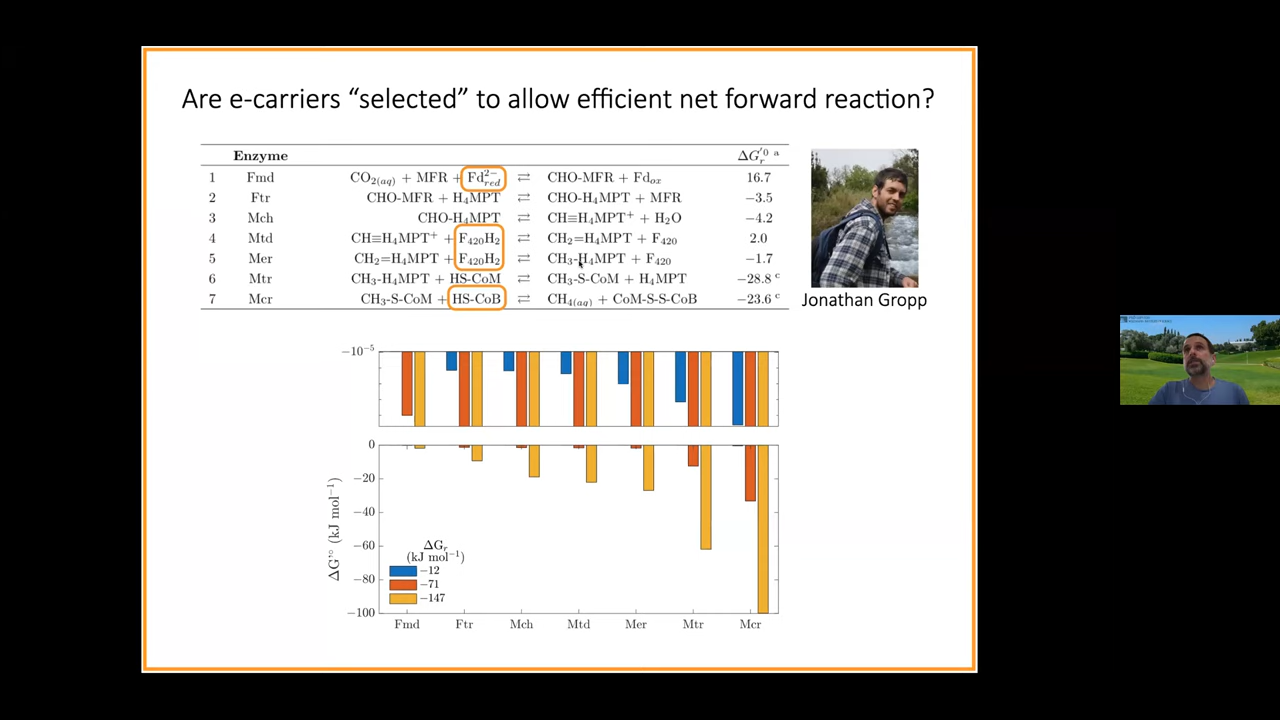 Are e-carriers “selected” to allow efficient net forward reaction?
Enzyme ΔG′⁰ᵣ ᵃ
1 Fmd CO₂₍aq₎ + MFR + Fd²⁻red ⇄ CHO-MFR + Fdox 16.7
2 Ftr CHO-MFR + H₄MPT ⇄ CHO-H₄MPT + MFR −3.5
3 Mch CHO-H₄MPT ⇄ CH≡H₄MPT⁺ + H₂O −4.2
4 Mtd CH≡H₄MPT⁺ + F₄₂₀H₂ ⇄ CH₂=H₄MPT + F₄₂₀ 2.0
5 Mer CH₂=H₄MPT + F₄₂₀H₂ ⇄ CH₃-H₄MPT + F₄₂₀ −1.7
6 Mtr CH₃-H₄MPT + HS-CoM ⇄ CH₃-S-CoM + H₄MPT −28.8 ᶜ
7 Mcr CH₃-S-CoM + HS-CoB ⇄ CH₄₍aq₎ + CoM-S-S-CoB −23.6 ᶜ
Jonathan Gropp
−10⁻⁵
0
−20
−40
−60
−80
−100
ΔG'° (kJ mol⁻¹)
ΔGᵣ
(kJ mol⁻¹)
−12
−71
−147
Fmd Ftr Mch Mtd Mer Mtr Mcr